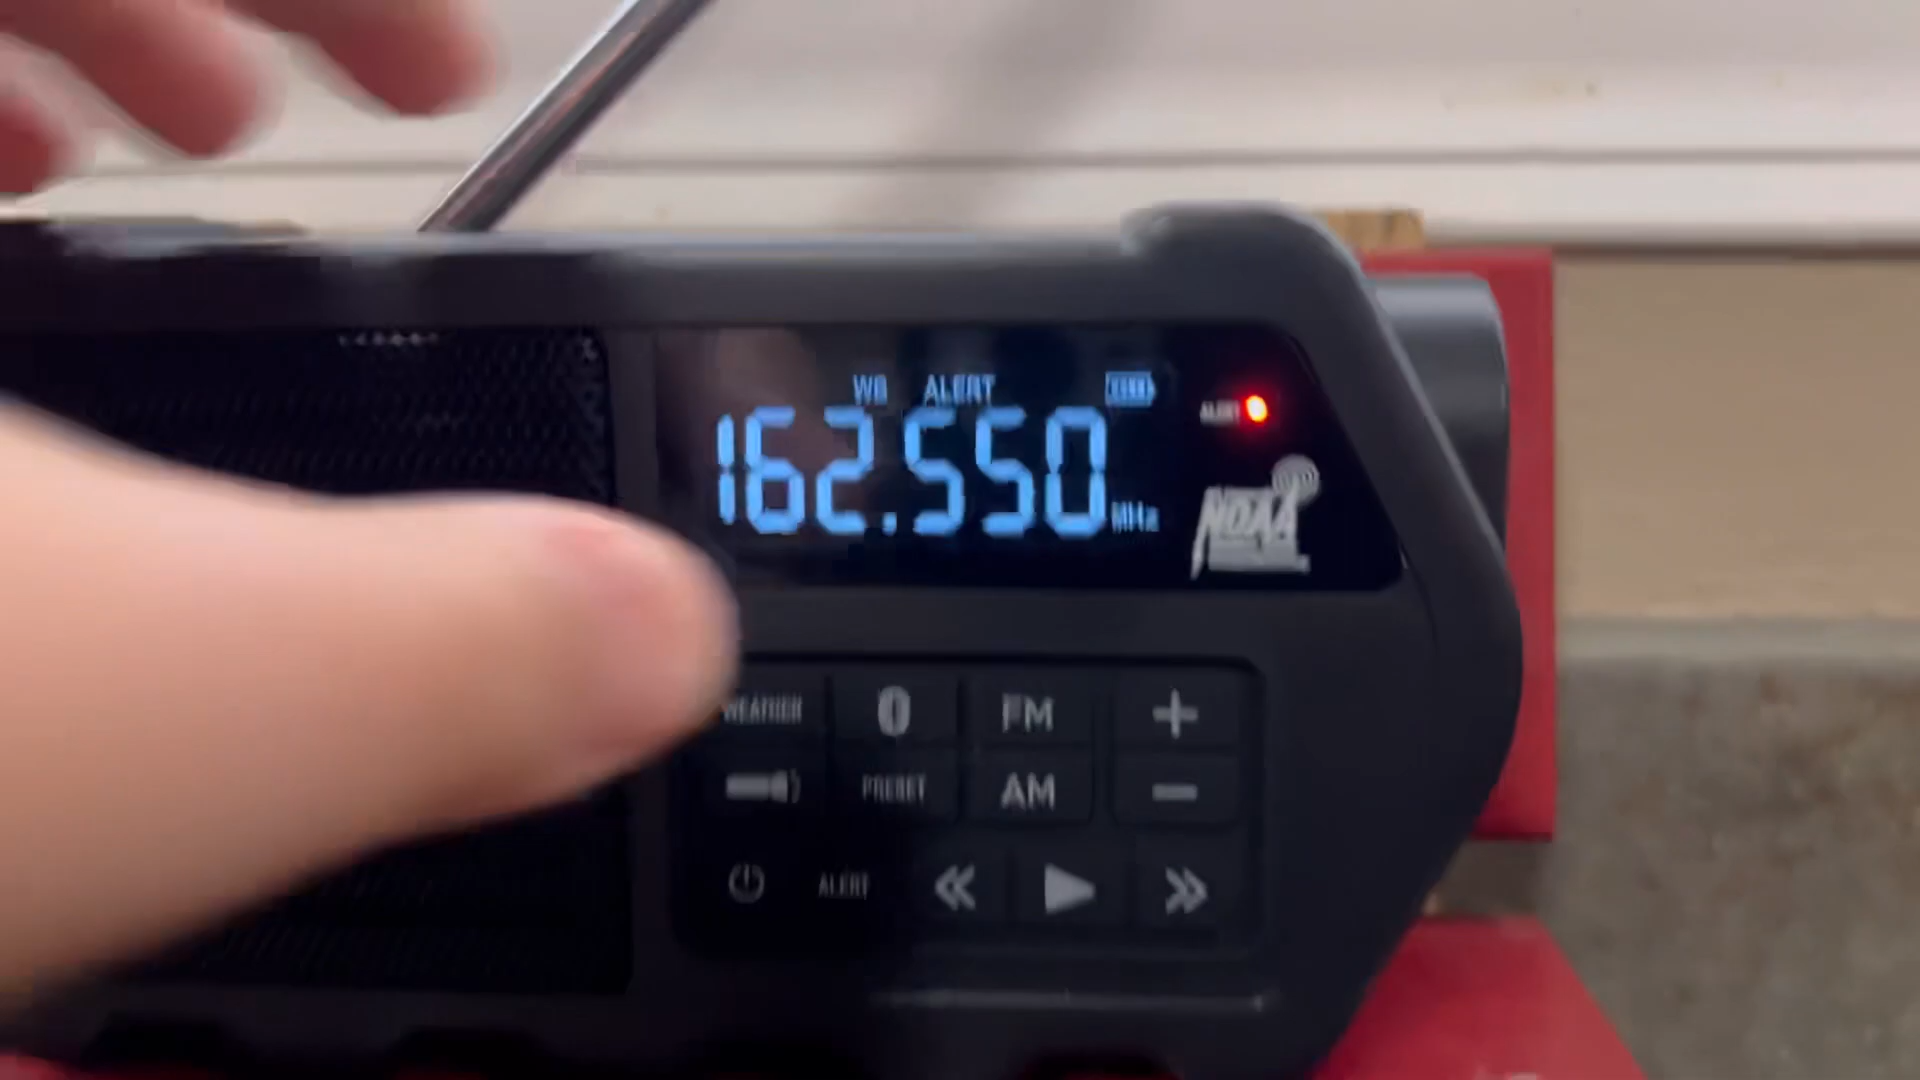 WB ALERT
162.550 MHz
ALERT
NOAA
WEATHER FM +
PRESET AM −
ALERT